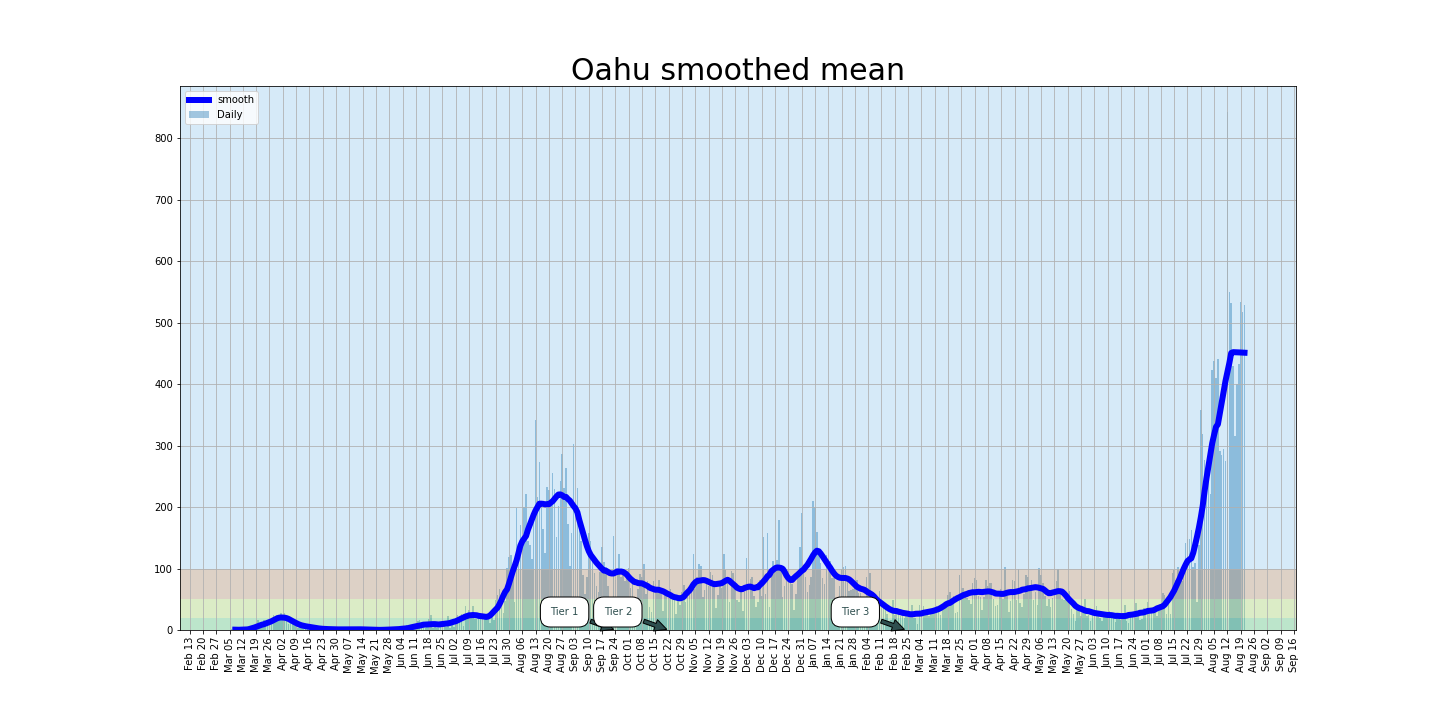 Oahu smoothed mean
smooth
Daily
800
700
600
500
400
300
200
100
0
Tier 1
Tier 2
Tier 3
Feb 13
Feb 20
Feb 27
Mar 05
Mar 12
Mar 19
Mar 26
Apr 02
Apr 09
Apr 16
Apr 23
Apr 30
May 07
May 14
May 21
May 28
Jun 04
Jun 11
Jun 18
Jun 25
Jul 02
Jul 09
Jul 16
Jul 23
Jul 30
Aug 06
Aug 13
Aug 20
Aug 27
Sep 03
Sep 10
Sep 17
Sep 24
Oct 01
Oct 08
Oct 15
Oct 22
Oct 29
Nov 05
Nov 12
Nov 19
Nov 26
Dec 03
Dec 10
Dec 17
Dec 24
Dec 31
Jan 07
Jan 14
Jan 21
Jan 28
Feb 04
Feb 11
Feb 18
Feb 25
Mar 04
Mar 11
Mar 18
Mar 25
Apr 01
Apr 08
Apr 15
Apr 22
Apr 29
May 06
May 13
May 20
May 27
Jun 03
Jun 10
Jun 17
Jun 24
Jul 01
Jul 08
Jul 15
Jul 22
Jul 29
Aug 05
Aug 12
Aug 19
Aug 26
Sep 02
Sep 09
Sep 16